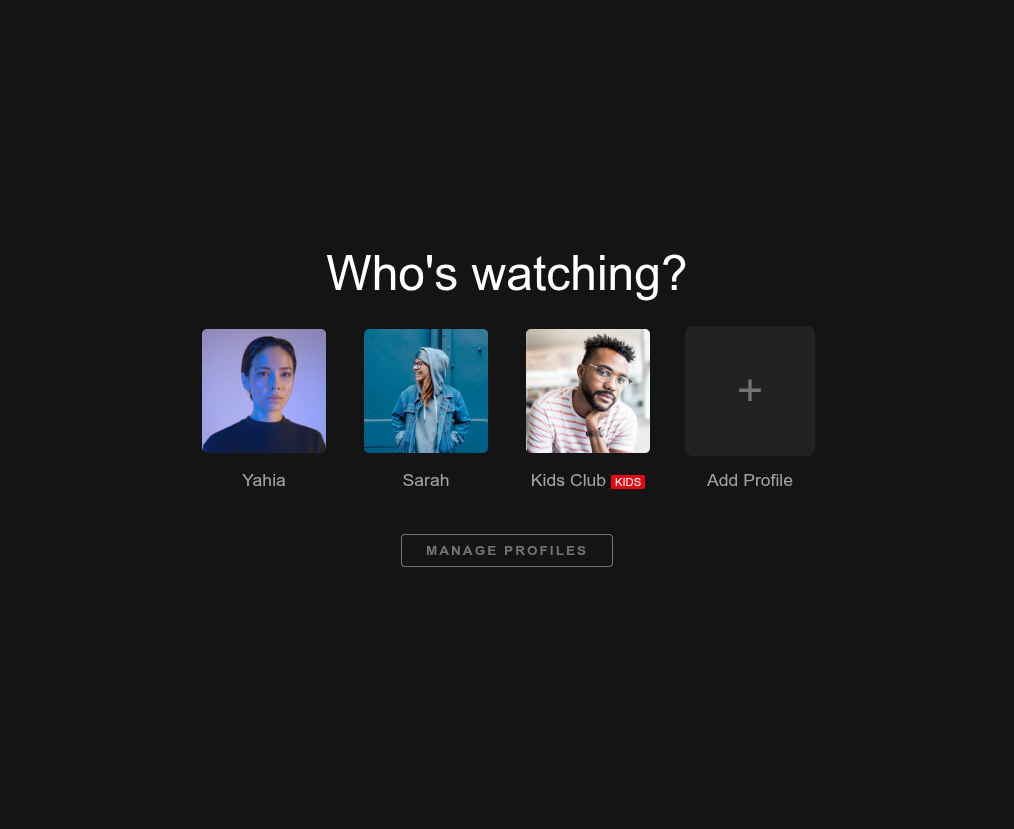 Who's watching?
Yahia
Sarah
Kids Club KIDS
Add Profile
MANAGE PROFILES